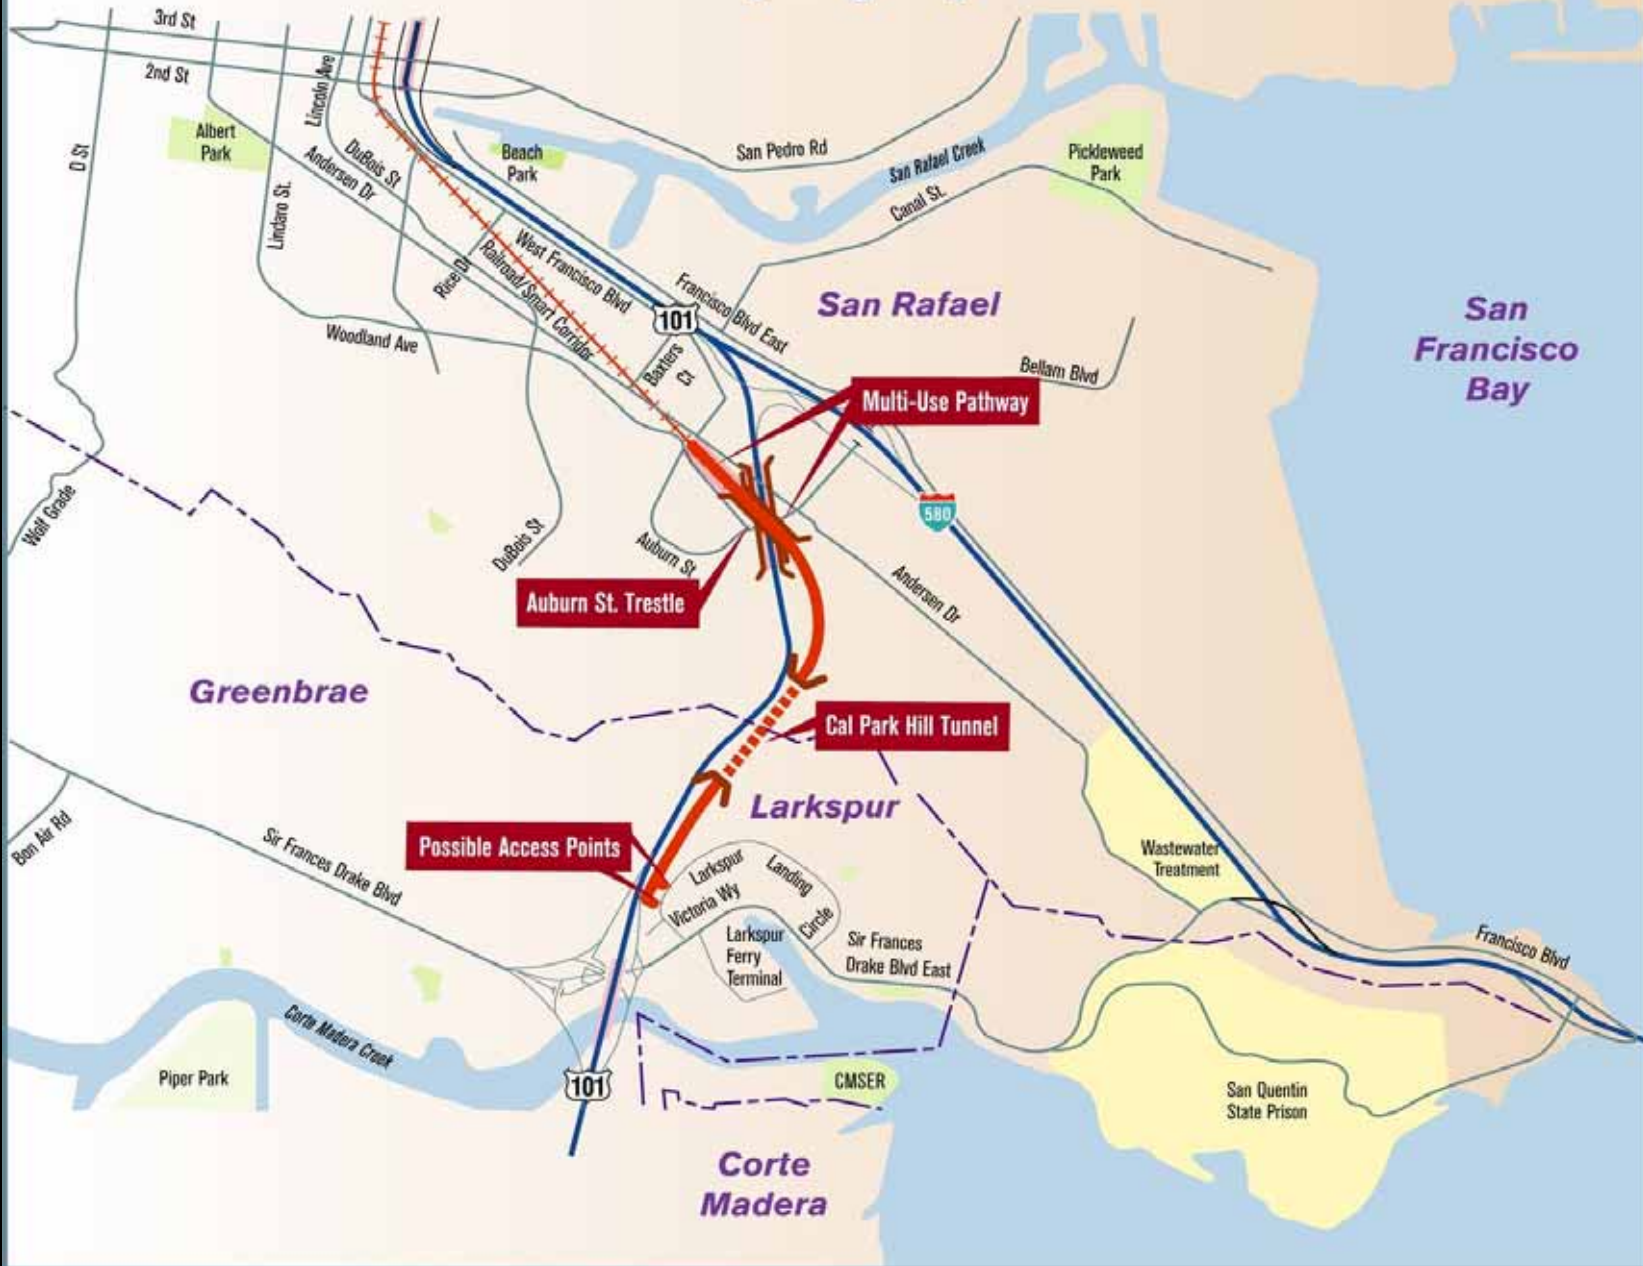 3rd St
2nd St
Lincoln Ave
D St
Albert
Park
DuBois St
Andersen Dr
Lindaro St.
Beach
Park
San Pedro Rd
San Rafael Creek
Canal St.
Pickleweed
Park
West Francisco Blvd
Railroad/Smart Corridor
Rice Dr
Woodland Ave
Francisco Blvd East
101
San Rafael
San
Francisco
Bay
Baxters
Ct
Bellam Blvd
Multi-Use Pathway
Wolf Grade
DuBois St
Auburn St
580
Andersen Dr
Auburn St. Trestle
Greenbrae
Cal Park Hill Tunnel
Larkspur
Bon Air Rd
Sir Frances Drake Blvd
Possible Access Points
Larkspur
Landing
Circle
Victoria Wy
Wastewater
Treatment
Larkspur
Ferry
Terminal
Sir Frances
Drake Blvd East
Francisco Blvd
Corte Madera Creek
Piper Park
101
CMSER
San Quentin
State Prison
Corte
Madera